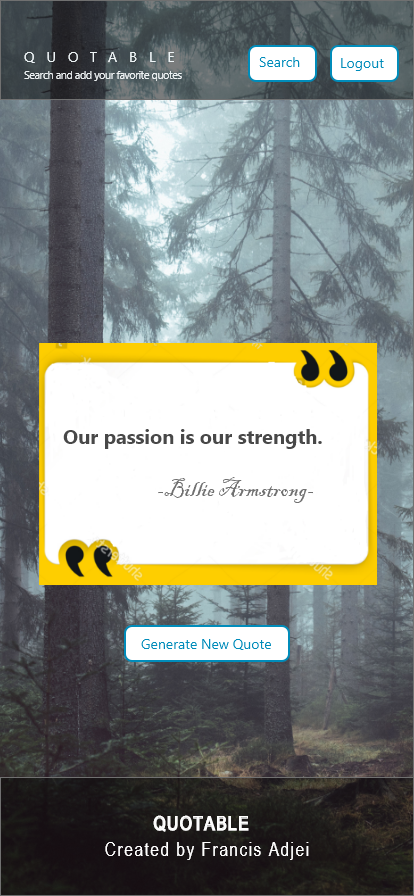 QUOTABLE
Search and add your favorite quotes
Search
Logout
Our passion is our strength.
-Billie Armstrong-
Generate New Quote
QUOTABLE
Created by Francis Adjei